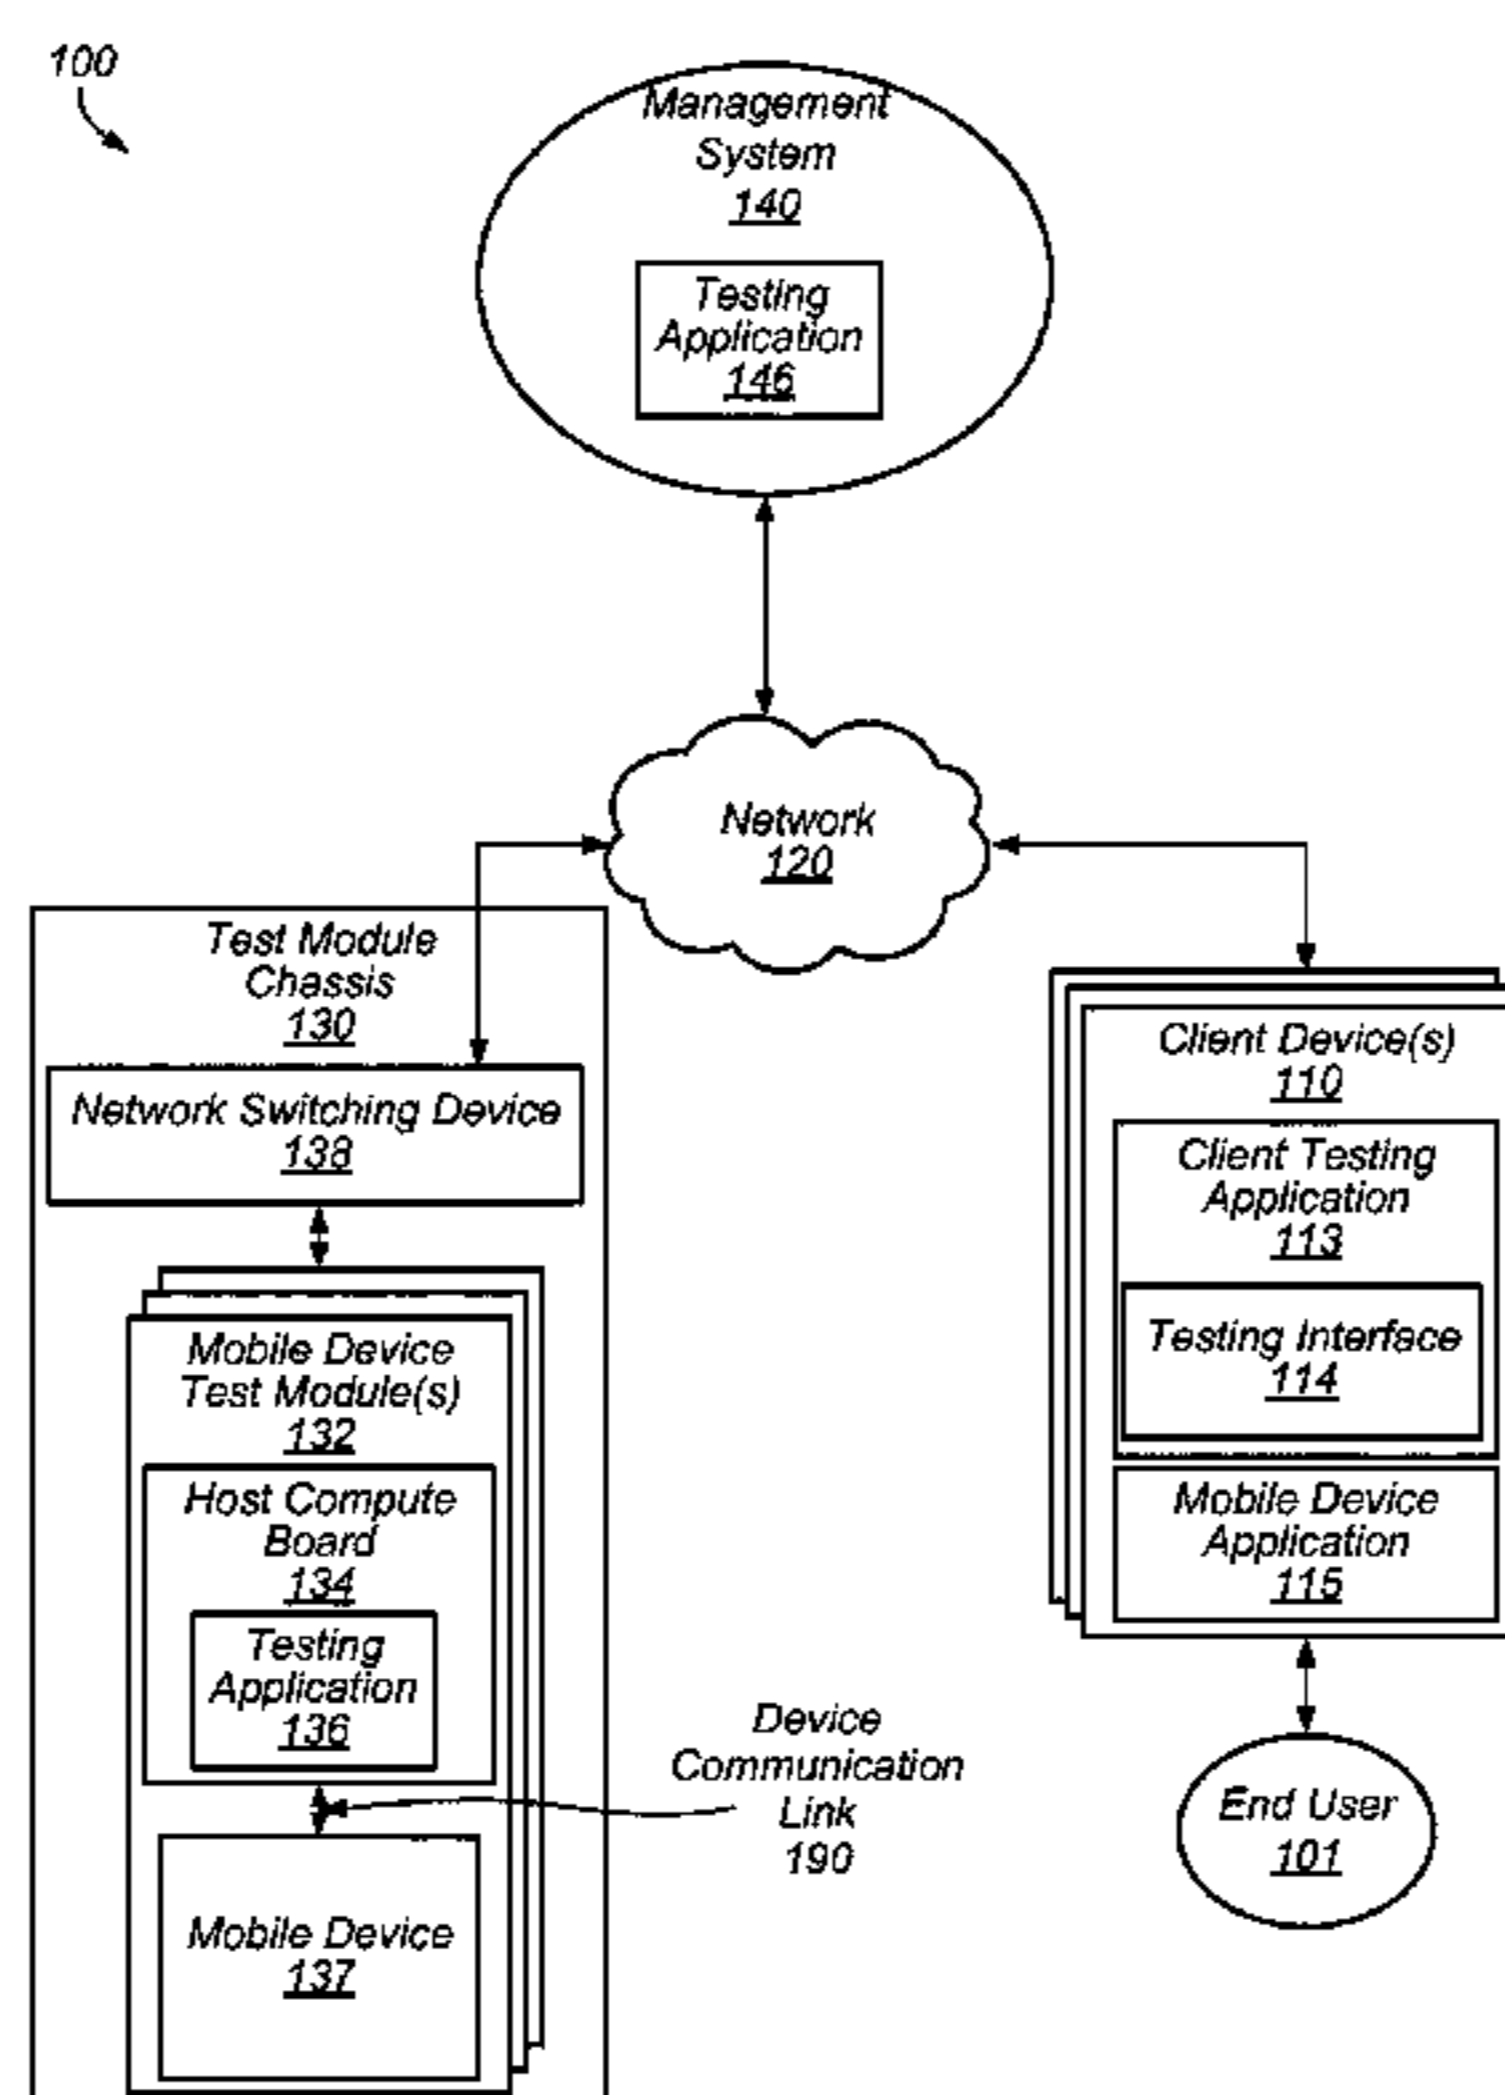 100
Management
System
140
Testing
Application
146
Network
120
Test Module
Chassis
130
Network Switching Device
138
Mobile Device
Test Module(s)
132
Host Compute
Board
134
Testing
Application
136
Mobile Device
137
Device
Communication
Link
190
Client Device(s)
110
Client Testing
Application
113
Testing Interface
114
Mobile Device
Application
115
End User
101